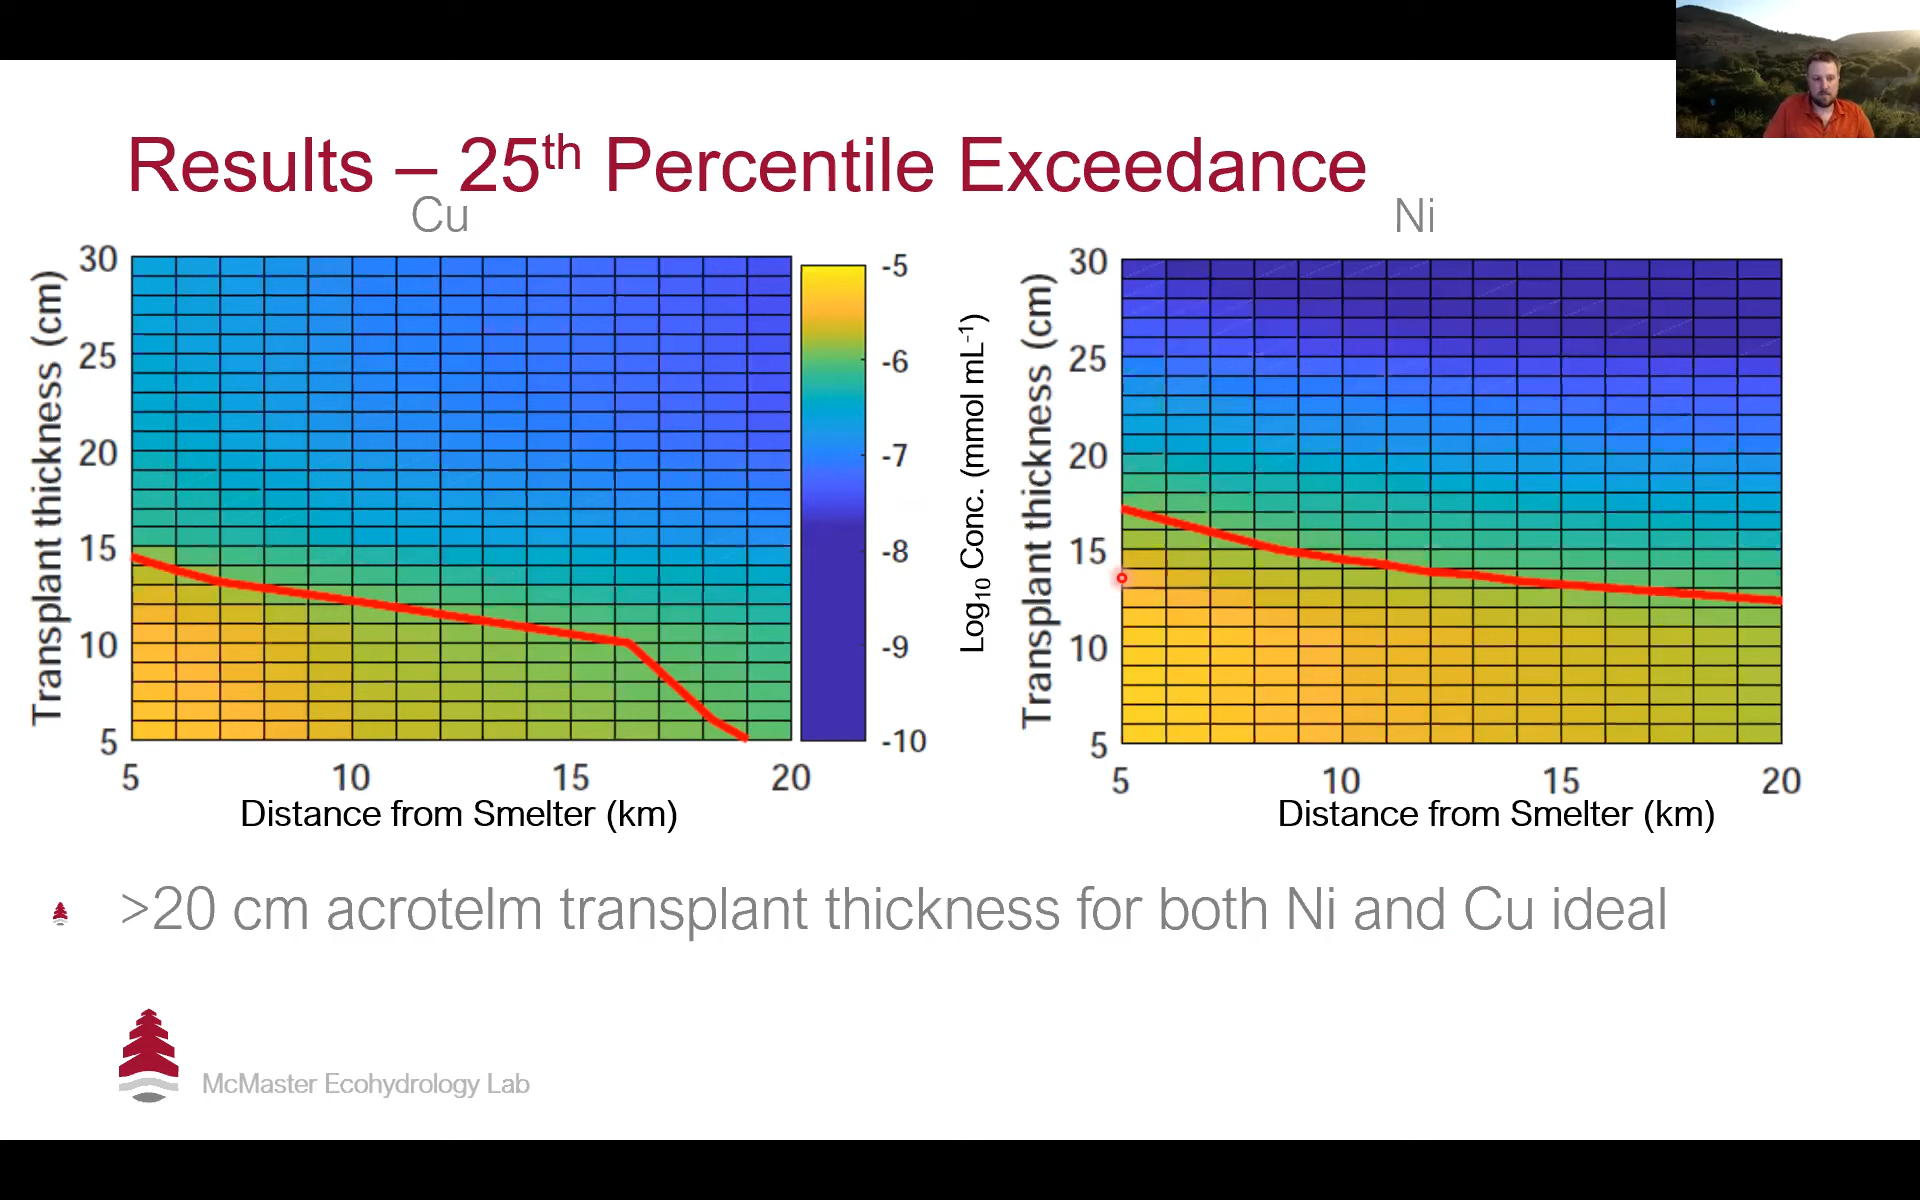 Results – 25th Percentile Exceedance
Cu
Ni
30
25
20
15
10
5
Transplant thickness (cm)
5
10
15
20
Distance from Smelter (km)
-5
-6
-7
-8
-9
-10
Log10 Conc. (mmol mL-1)
30
25
20
15
10
5
Transplant thickness (cm)
5
10
15
20
Distance from Smelter (km)
>20 cm acrotelm transplant thickness for both Ni and Cu ideal
McMaster Ecohydrology Lab